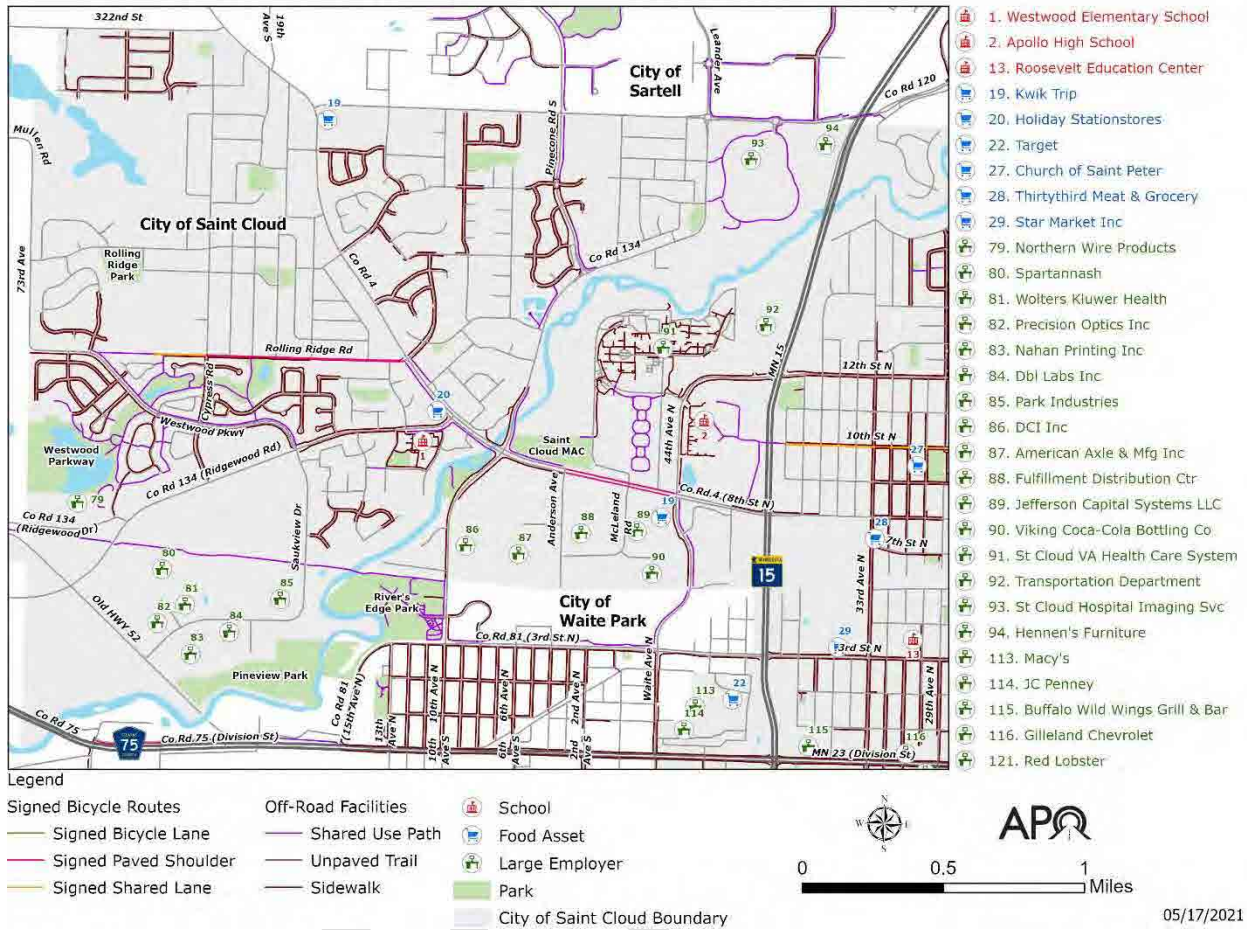 322nd St
19th Ave S
Leander Ave
City of Sartell
Co Rd 120
Mullen Rd
19
Pinecone Rd S
93
94
City of Saint Cloud
Rolling Ridge Park
Co Rd 134
73rd Ave
Co Rd 4
92
91
MN 15
Rolling Ridge Rd
12th St N
Cypress Rd
20
44th Ave N
2
Westwood Pkwy
10th St N
Westwood Parkway
1
Saint Cloud MAC
27
Co Rd 134 (Ridgewood Rd)
79
Co Rd 4 (8th St N)
Co Rd 134 (Ridgewood Dr)
Saukview Dr
Anderson Ave
McLeland Rd
19
86
87
88
89
28
7th St N
80
90
15
81
85
82
84
83
Old HWY 52
River's Edge Park
City of Waite Park
33rd Ave N
Co Rd 81 (3rd St N)
29
3rd St N
13
Pineview Park
Co Rd 81 (15th Ave N)
13th Ave N
10th Ave N
6th Ave N
2nd Ave N
Waite Ave N
113
22
114
29th Ave N
Co Rd 75
75
Co Rd 75 (Division St)
10th Ave S
6th Ave S
2nd Ave S
115
116
MN 23 (Division St)
1. Westwood Elementary School
2. Apollo High School
13. Roosevelt Education Center
19. Kwik Trip
20. Holiday Stationstores
22. Target
27. Church of Saint Peter
28. Thirtythird Meat & Grocery
29. Star Market Inc
79. Northern Wire Products
80. Spartannash
81. Wolters Kluwer Health
82. Precision Optics Inc
83. Nahan Printing Inc
84. Dbl Labs Inc
85. Park Industries
86. DCI Inc
87. American Axle & Mfg Inc
88. Fulfillment Distribution Ctr
89. Jefferson Capital Systems LLC
90. Viking Coca-Cola Bottling Co
91. St Cloud VA Health Care System
92. Transportation Department
93. St Cloud Hospital Imaging Svc
94. Hennen's Furniture
113. Macy's
114. JC Penney
115. Buffalo Wild Wings Grill & Bar
116. Gilleland Chevrolet
121. Red Lobster
Legend
Signed Bicycle Routes
Signed Bicycle Lane
Signed Paved Shoulder
Signed Shared Lane
Off-Road Facilities
Shared Use Path
Unpaved Trail
Sidewalk
School
Food Asset
Large Employer
Park
City of Saint Cloud Boundary
N
W
E
S
APO
0 0.5 1
Miles
05/17/2021